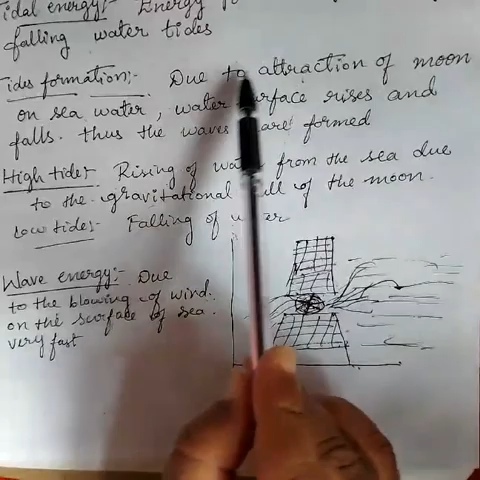 Tidal energy:- Energy
falling water tides
Tides formation:- Due to attraction of moon
on sea water, water surface rises and
falls. thus the waves are formed
High tide:- Rising of water from the sea due
to the gravitational pull of the moon.
Low tide:- Falling of water
Wave energy:- Due
to the blowing of wind
on the surface of sea.
very fast